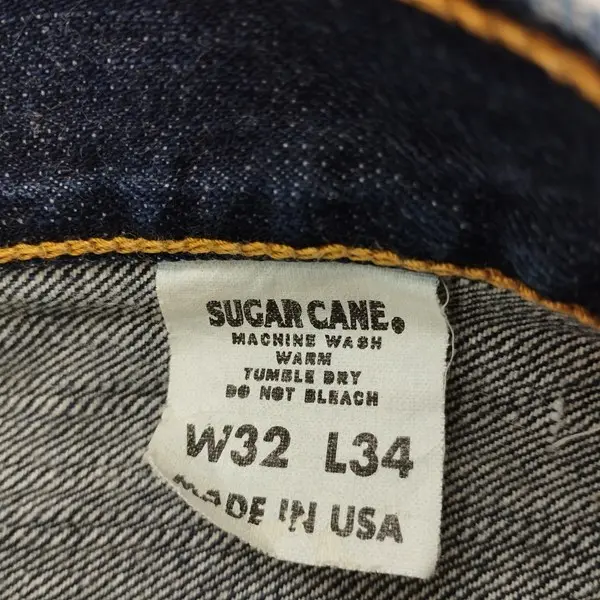 SUGAR CANE.
MACHINE WASH
WARM
TUMBLE DRY
DO NOT BLEACH
W32 L34
MADE IN USA